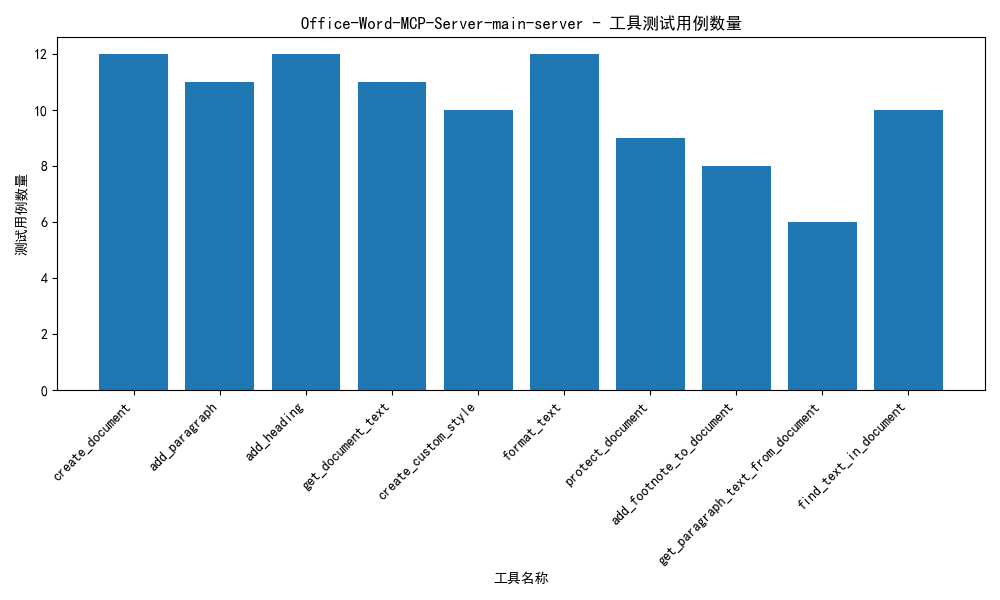 Office-Word-MCP-Server-main-server - 工具测试用例数量
测试用例数量
12
10
8
6
4
2
0
create_document
add_paragraph
add_heading
get_document_text
create_custom_style
format_text
protect_document
add_footnote_to_document
get_paragraph_text_from_document
find_text_in_document
工具名称